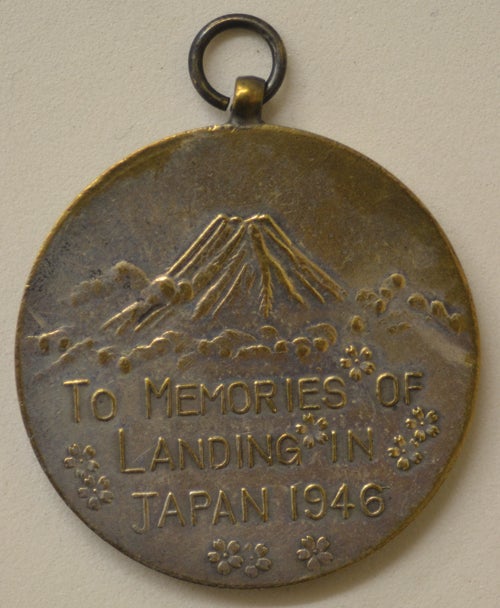 To Memories of
Landing in
Japan 1946